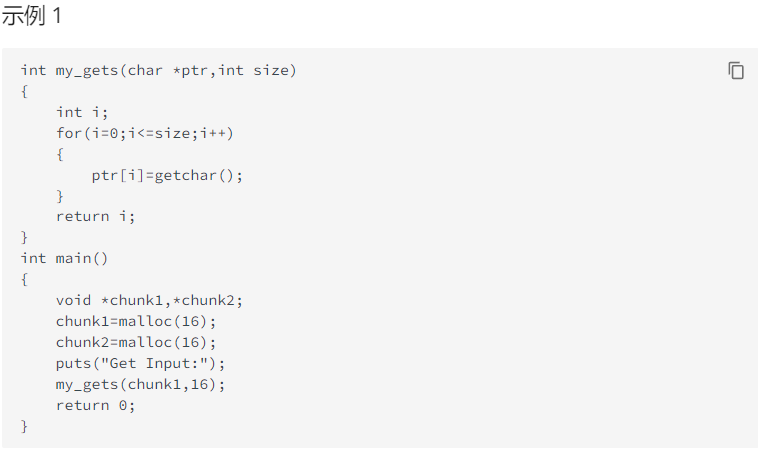 示例 1
int my_gets(char *ptr,int size)
{
    int i;
    for(i=0;i<=size;i++)
    {
        ptr[i]=getchar();
    }
    return i;
}
int main()
{
    void *chunk1,*chunk2;
    chunk1=malloc(16);
    chunk2=malloc(16);
    puts("Get Input:");
    my_gets(chunk1,16);
    return 0;
}